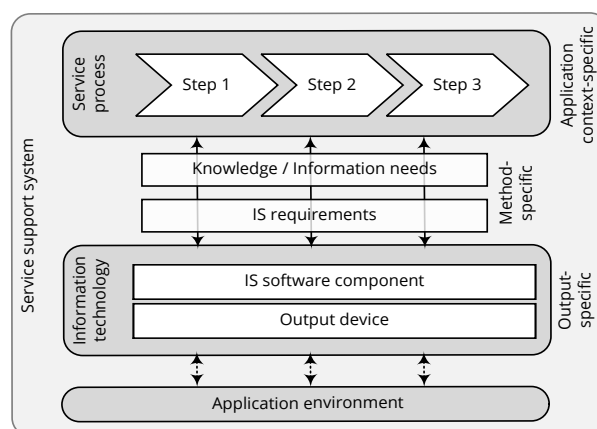 Service support system
Service
process
Step 1
Step 2
Step 3
Application
context-specific
Knowledge / Information needs
IS requirements
Method-
specific
Information
technology
IS software component
Output device
Output-
specific
Application environment